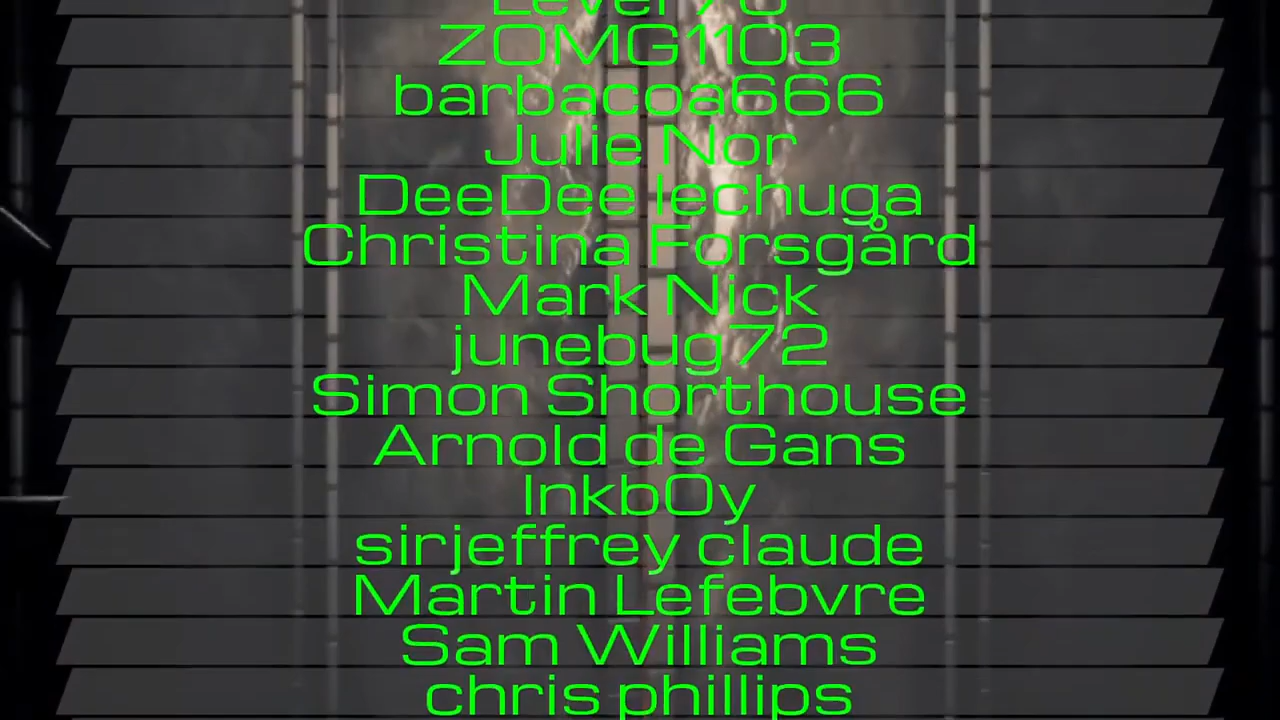 ZOMG1103
barbacoa666
Julie Nor
DeeDee lechuga
Christina Forsgård
Mark Nick
junebug72
Simon Shorthouse
Arnold de Gans
Inkb0y
sirjeffrey claude
Martin Lefebvre
Sam Williams
chris phillips